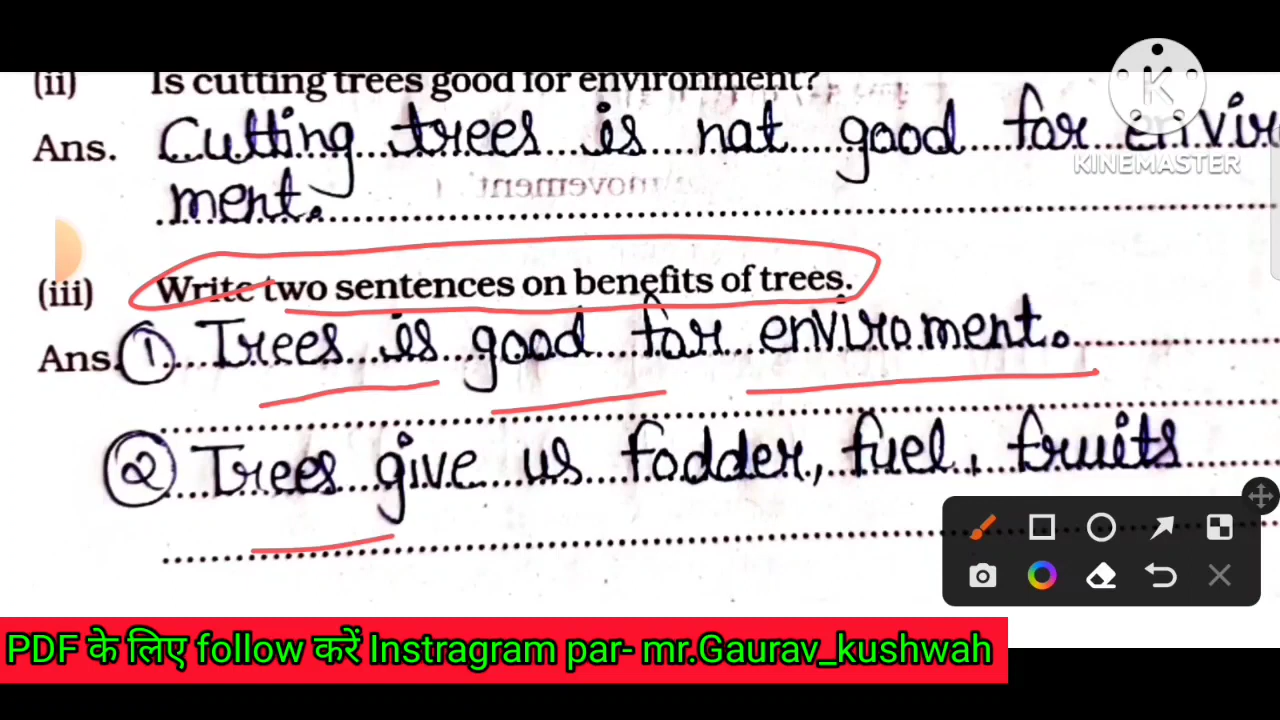 (ii) Is cutting trees good for environment?
Ans. Cutting trees is nat good for envir
KINEMASTER
ment.
(iii) Write two sentences on benefits of trees.
Ans. 1 Trees is good for enviroment.
2 Trees give us fodder, fuel, fruits
PDF के लिए follow करें Instragram par- mr.Gaurav_kushwah